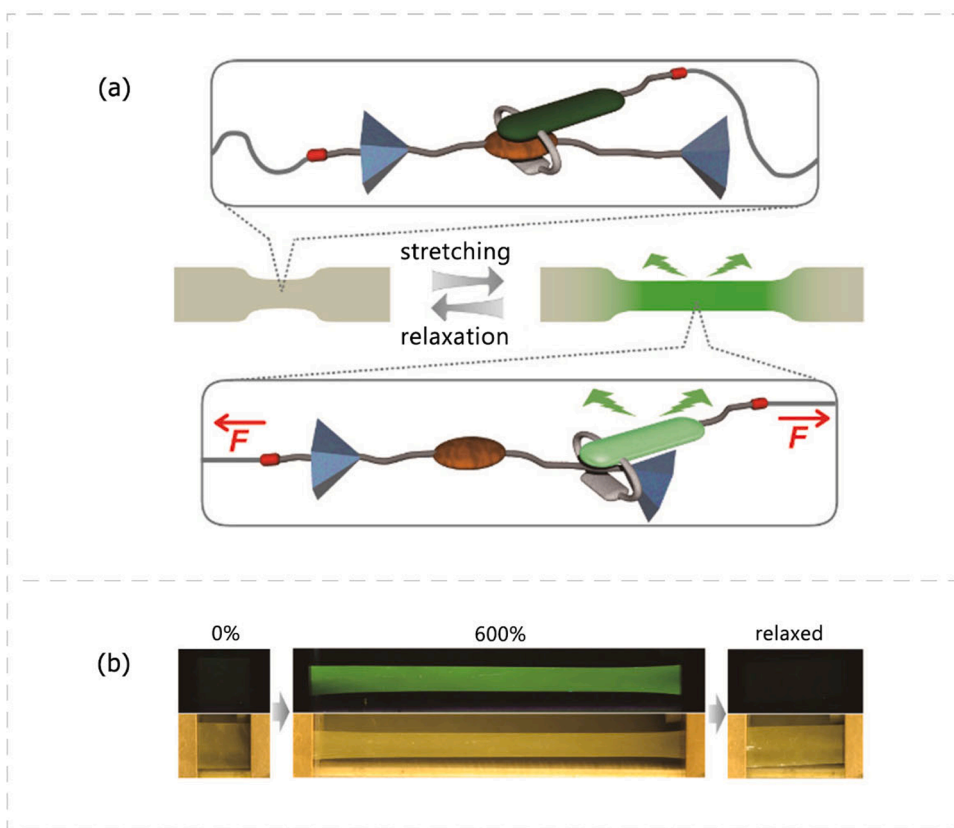 (a)
stretching
relaxation
F
F
(b)
0%
600%
relaxed